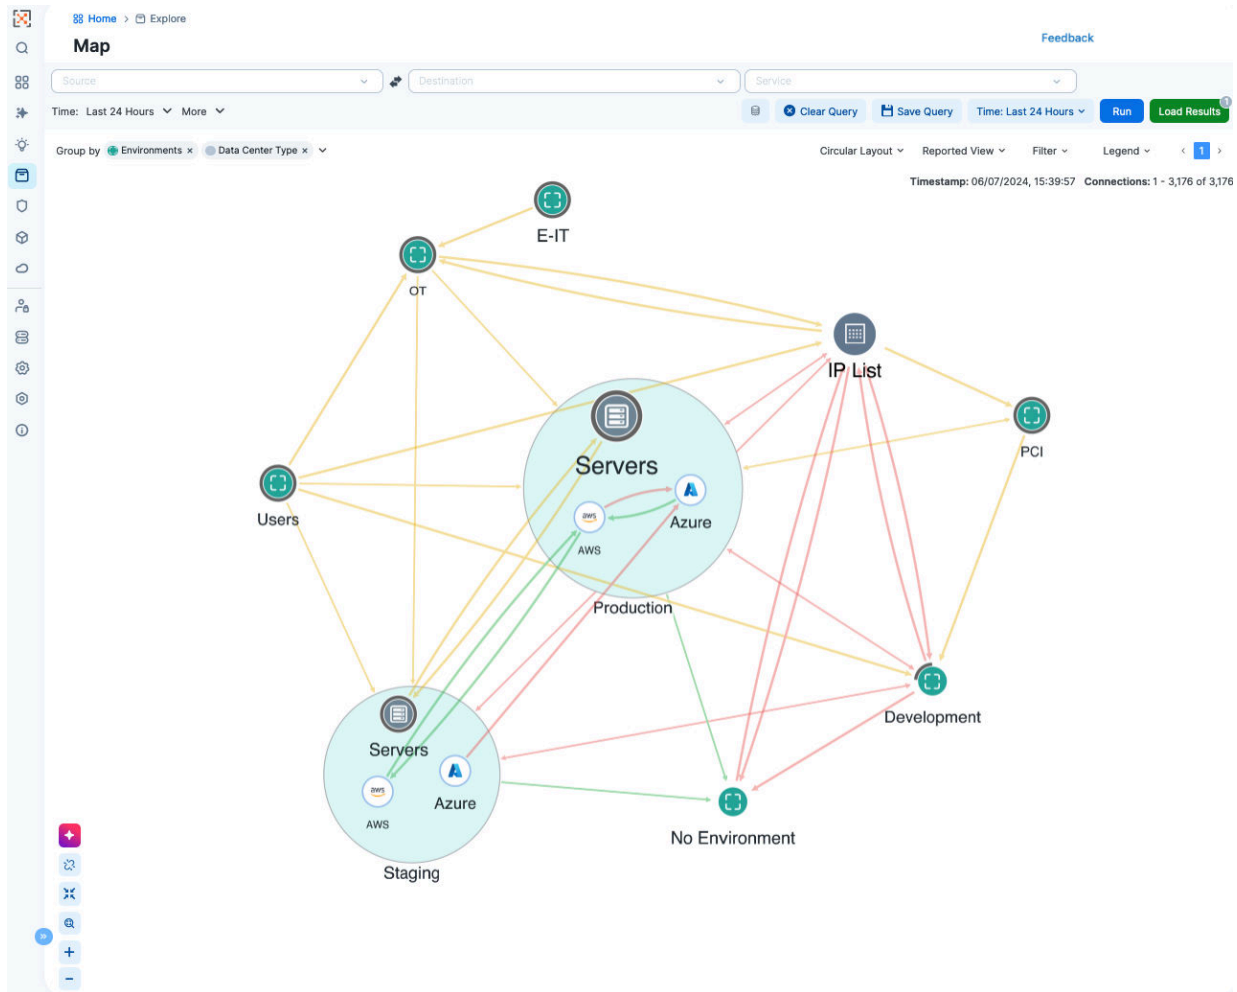 Home > Explore
Map
Feedback
Source
Destination
Service
Time: Last 24 Hours More
Clear Query
Save Query
Time: Last 24 Hours
Run
Load Results
1
Group by Environments × Data Center Type ×
Circular Layout
Reported View
Filter
Legend
< 1 >
Timestamp: 06/07/2024, 15:39:57 Connections: 1 - 3,176 of 3,176
E-IT
OT
IP List
PCI
Servers
Users
aws
AWS
Azure
Production
Development
Servers
aws
AWS
Azure
Staging
No Environment